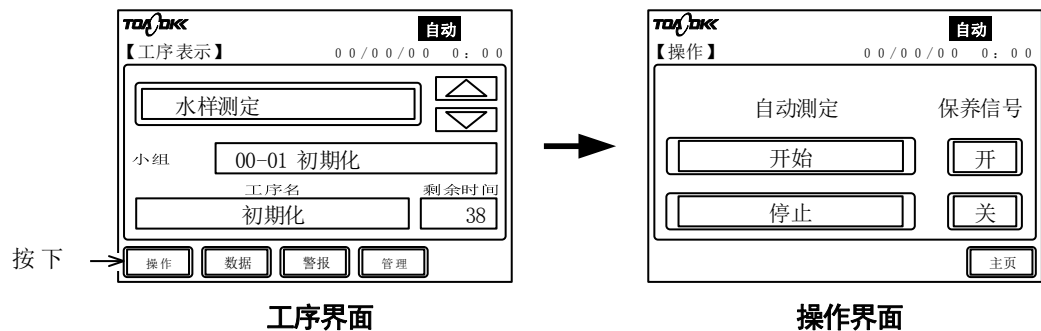 TOADKK
自动
【工序表示】 00/00/00 0：00
水样测定
小组 00-01 初期化
工序名 剩余时间
初期化 38
按下 操作 数据 警报 管理
工序界面
TOADKK
自动
【操作】 00/00/00 0：00
自动测定 保养信号
开始 开
停止 关
主页
操作界面